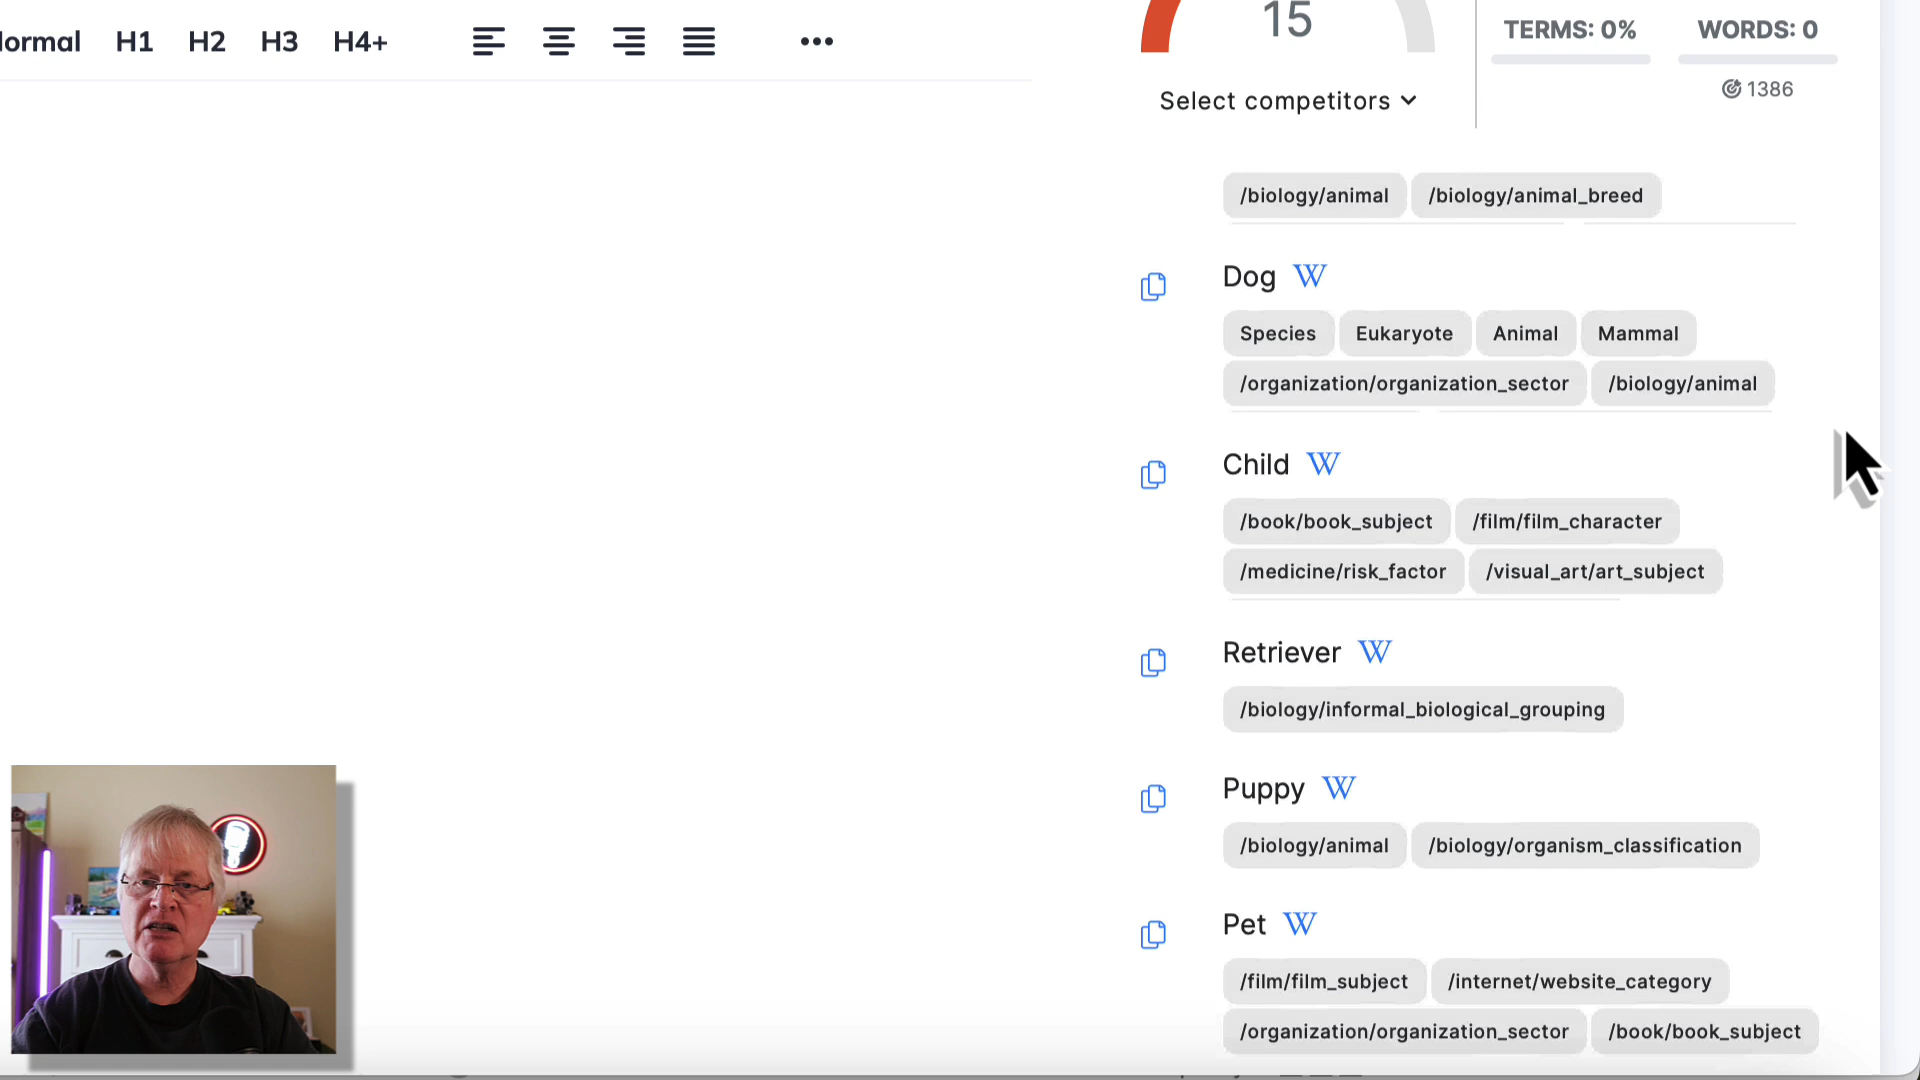 Normal H1 H2 H3 H4+
15
Select competitors
TERMS: 0%
WORDS: 0
1386
/biology/animal /biology/animal_breed
Dog W
Species Eukaryote Animal Mammal
/organization/organization_sector /biology/animal
Child W
/book/book_subject /film/film_character
/medicine/risk_factor /visual_art/art_subject
Retriever W
/biology/informal_biological_grouping
Puppy W
/biology/animal /biology/organism_classification
Pet W
/film/film_subject /internet/website_category
/organization/organization_sector /book/book_subject